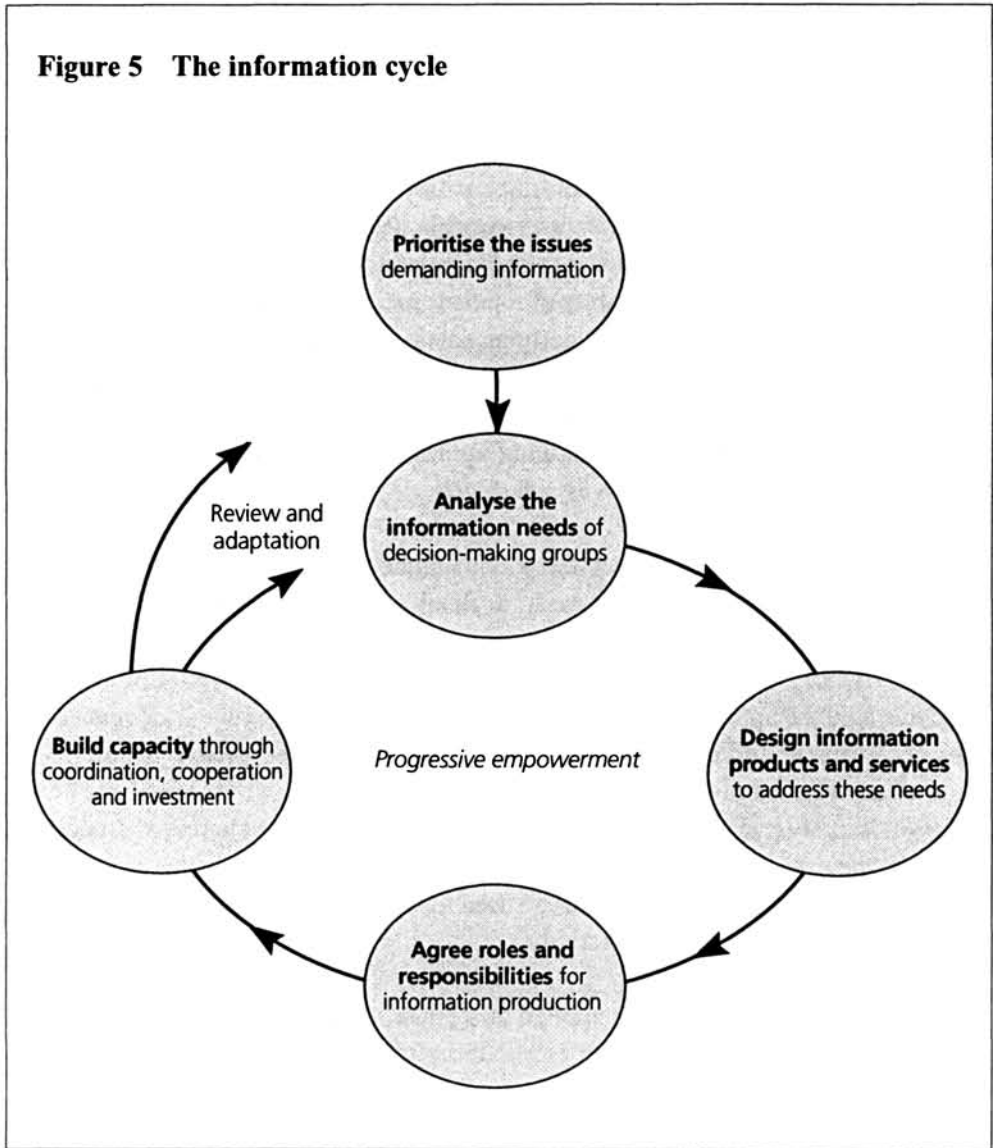 Figure 5 The information cycle
Prioritise the issues
demanding information
Analyse the
information needs of
decision-making groups
Review and
adaptation
Build capacity through
coordination, cooperation
and investment
Progressive empowerment
Design information
products and services
to address these needs
Agree roles and
responsibilities for
information production